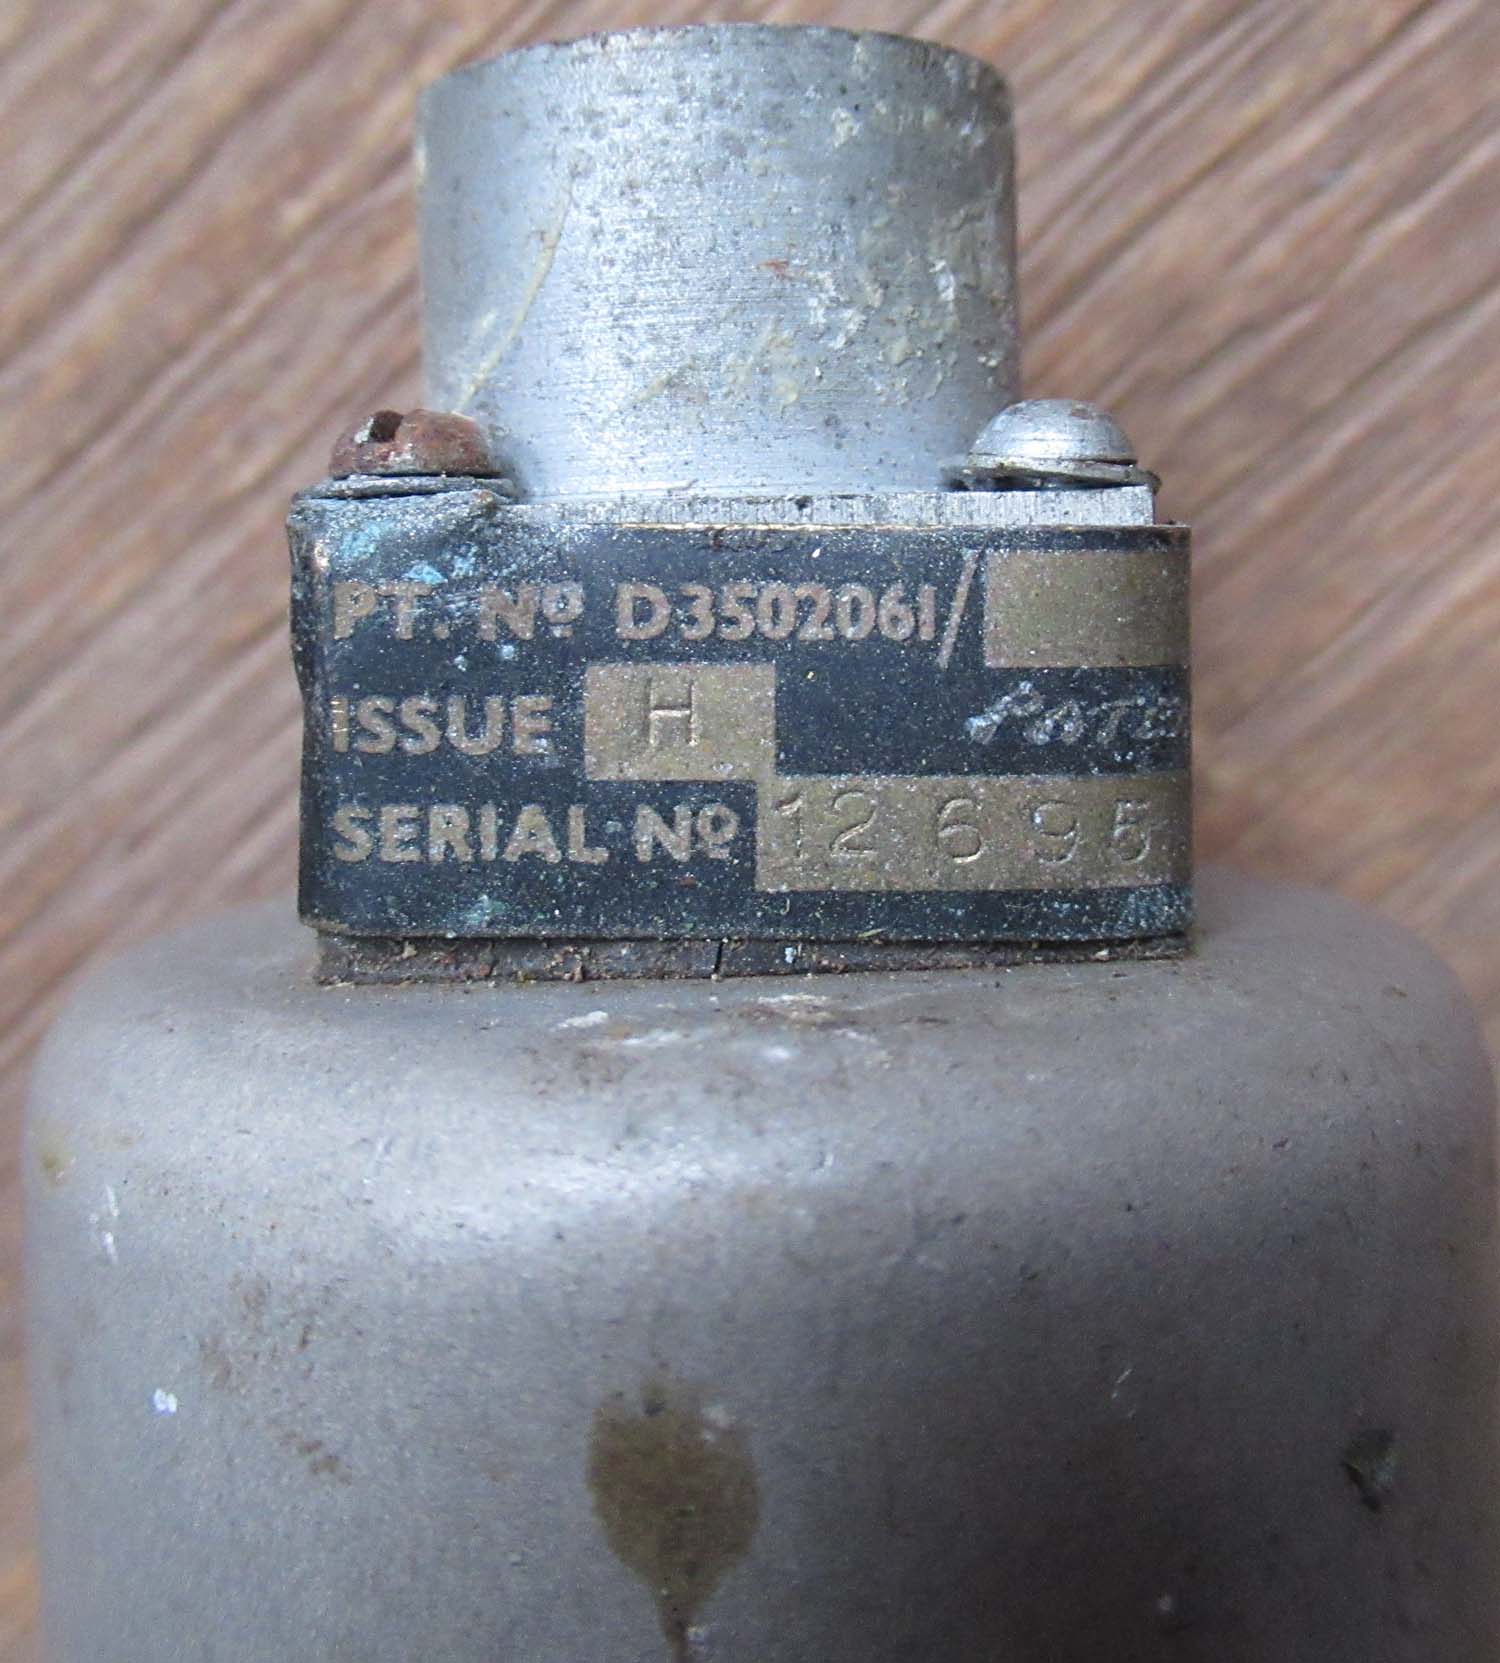 PT. Nº D3502061/
ISSUE H
SERIAL Nº 12695